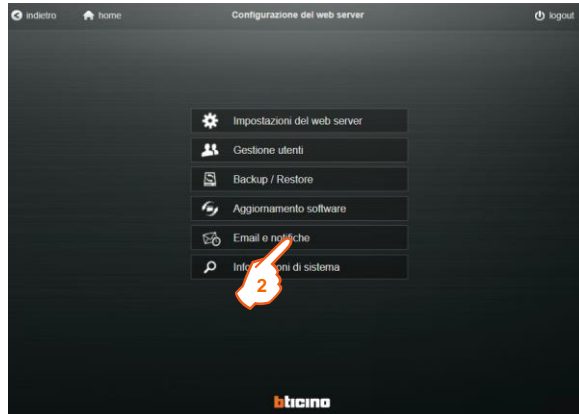 indietro home Configurazione del web server logout
Impostazioni del web server
Gestione utenti
Backup / Restore
Aggiornamento software
Email e notifiche
di sistema
2
bticino